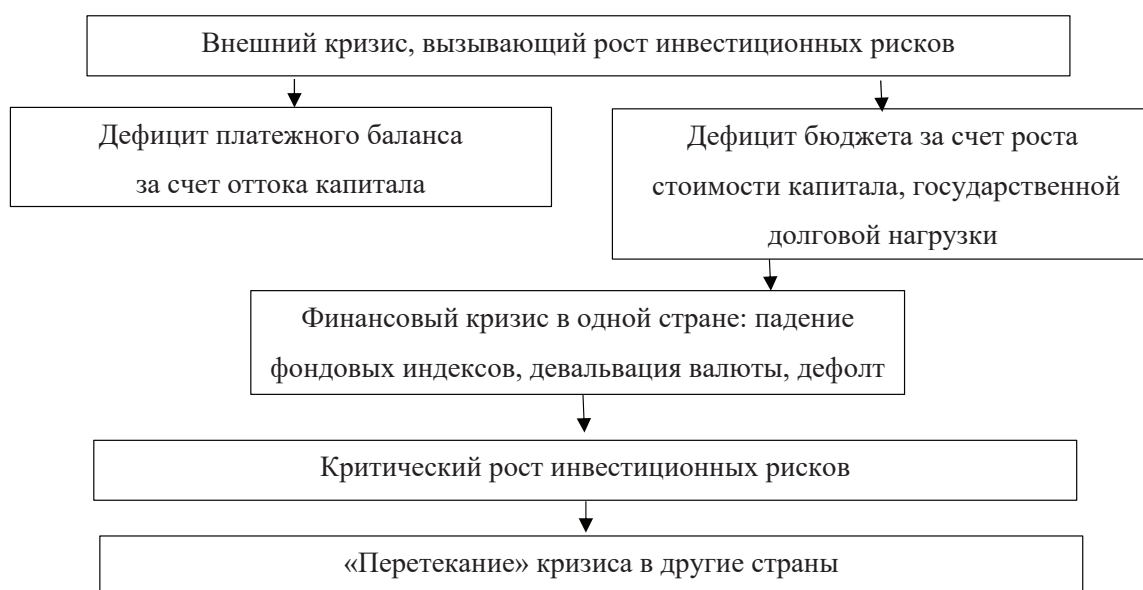 Внешний кризис, вызывающий рост инвестиционных рисков
Дефицит платежного баланса
за счет оттока капитала
Дефицит бюджета за счет роста
стоимости капитала, государственной
долговой нагрузки
Финансовый кризис в одной стране: падение
фондовых индексов, девальвация валюты, дефолт
Критический рост инвестиционных рисков
«Перетекание» кризиса в другие страны